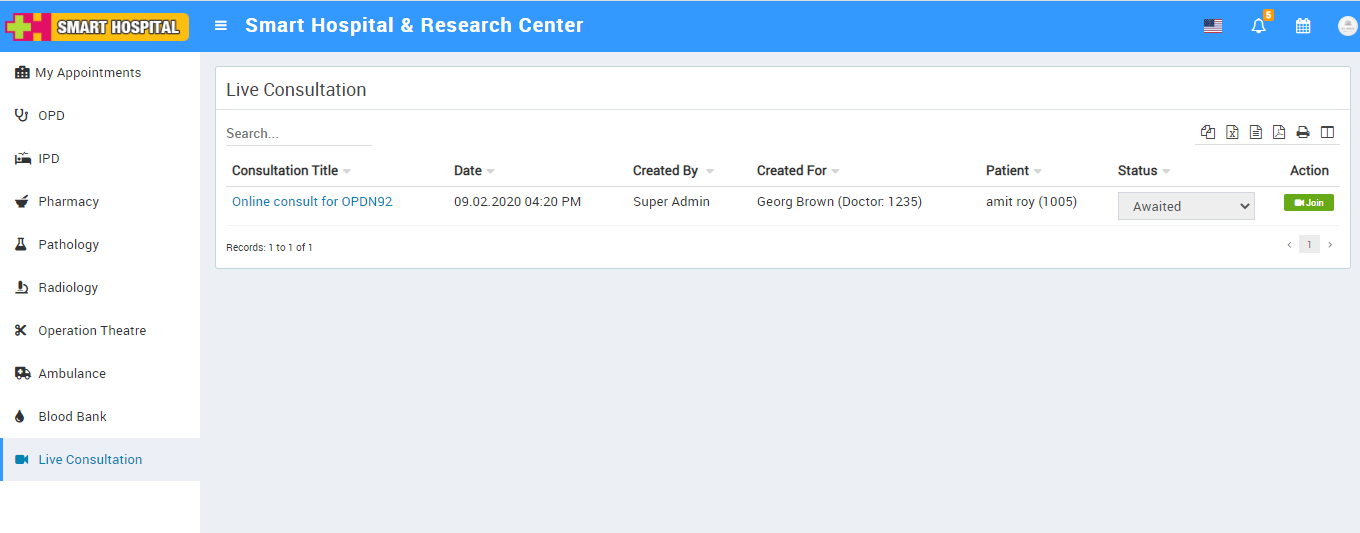 SMART HOSPITAL
Smart Hospital & Research Center
5
My Appointments
OPD
IPD
Pharmacy
Pathology
Radiology
Operation Theatre
Ambulance
Blood Bank
Live Consultation
Live Consultation
Search...
Consultation Title Date Created By Created For Patient Status Action
Online consult for OPDN92 09.02.2020 04:20 PM Super Admin Georg Brown (Doctor: 1235) amit roy (1005) Awaited Join
Records: 1 to 1 of 1
1